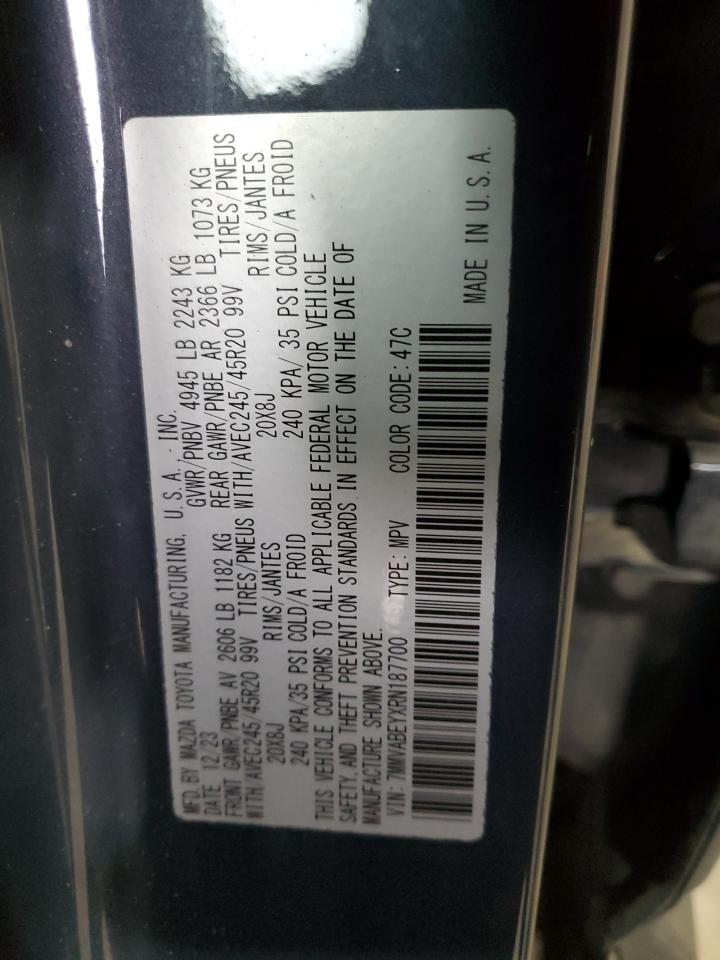 MFD. BY MAZDA TOYOTA MANUFACTURING, U.S.A., INC.
DATE 12/23 GVWR/PNBV 4945 LB 2243 KG
FRONT GAWR/PNBE AV 2606 LB 1182 KG REAR GAWR/PNBE AR 2366 LB 1073 KG
WITH/AVEC245/45R20 99V TIRES/PNEUS WITH/AVEC245/45R20 99V TIRES/PNEUS
20X8J RIMS/JANTES 20X8J RIMS/JANTES
240 KPA/35 PSI COLD/A FROID 240 KPA/ 35 PSI COLD/A FROID
THIS VEHICLE CONFORMS TO ALL APPLICABLE FEDERAL MOTOR VEHICLE
SAFETY,AND THEFT PREVENTION STANDARDS IN EFFECT ON THE DATE OF
MANUFACTURE SHOWN ABOVE.
VIN: 7MMVABEYXRN187700 TYPE: MPV COLOR CODE: 47C
MADE IN U.S.A.